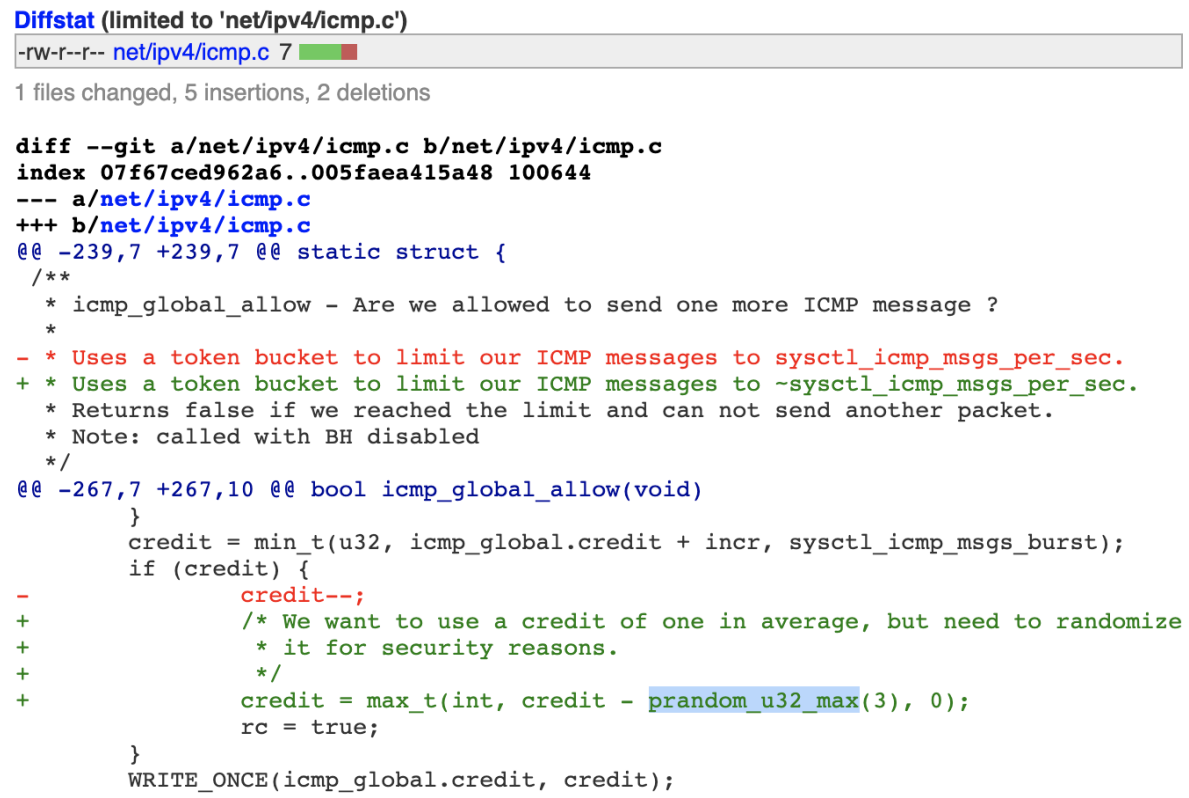 Diffstat (limited to 'net/ipv4/icmp.c')
-rw-r--r-- net/ipv4/icmp.c 7
1 files changed, 5 insertions, 2 deletions
diff --git a/net/ipv4/icmp.c b/net/ipv4/icmp.c
index 07f67ced962a6..005faea415a48 100644
--- a/net/ipv4/icmp.c
+++ b/net/ipv4/icmp.c
@@ -239,7 +239,7 @@ static struct {
 /**
  * icmp_global_allow - Are we allowed to send one more ICMP message ?
  *
- * Uses a token bucket to limit our ICMP messages to sysctl_icmp_msgs_per_sec.
+ * Uses a token bucket to limit our ICMP messages to ~sysctl_icmp_msgs_per_sec.
  * Returns false if we reached the limit and can not send another packet.
  * Note: called with BH disabled
  */
@@ -267,7 +267,10 @@ bool icmp_global_allow(void)
        }
        credit = min_t(u32, icmp_global.credit + incr, sysctl_icmp_msgs_burst);
        if (credit) {
-               credit--;
+               /* We want to use a credit of one in average, but need to randomize
+                * it for security reasons.
+                */
+               credit = max_t(int, credit - prandom_u32_max(3), 0);
                rc = true;
        }
        WRITE_ONCE(icmp_global.credit, credit);